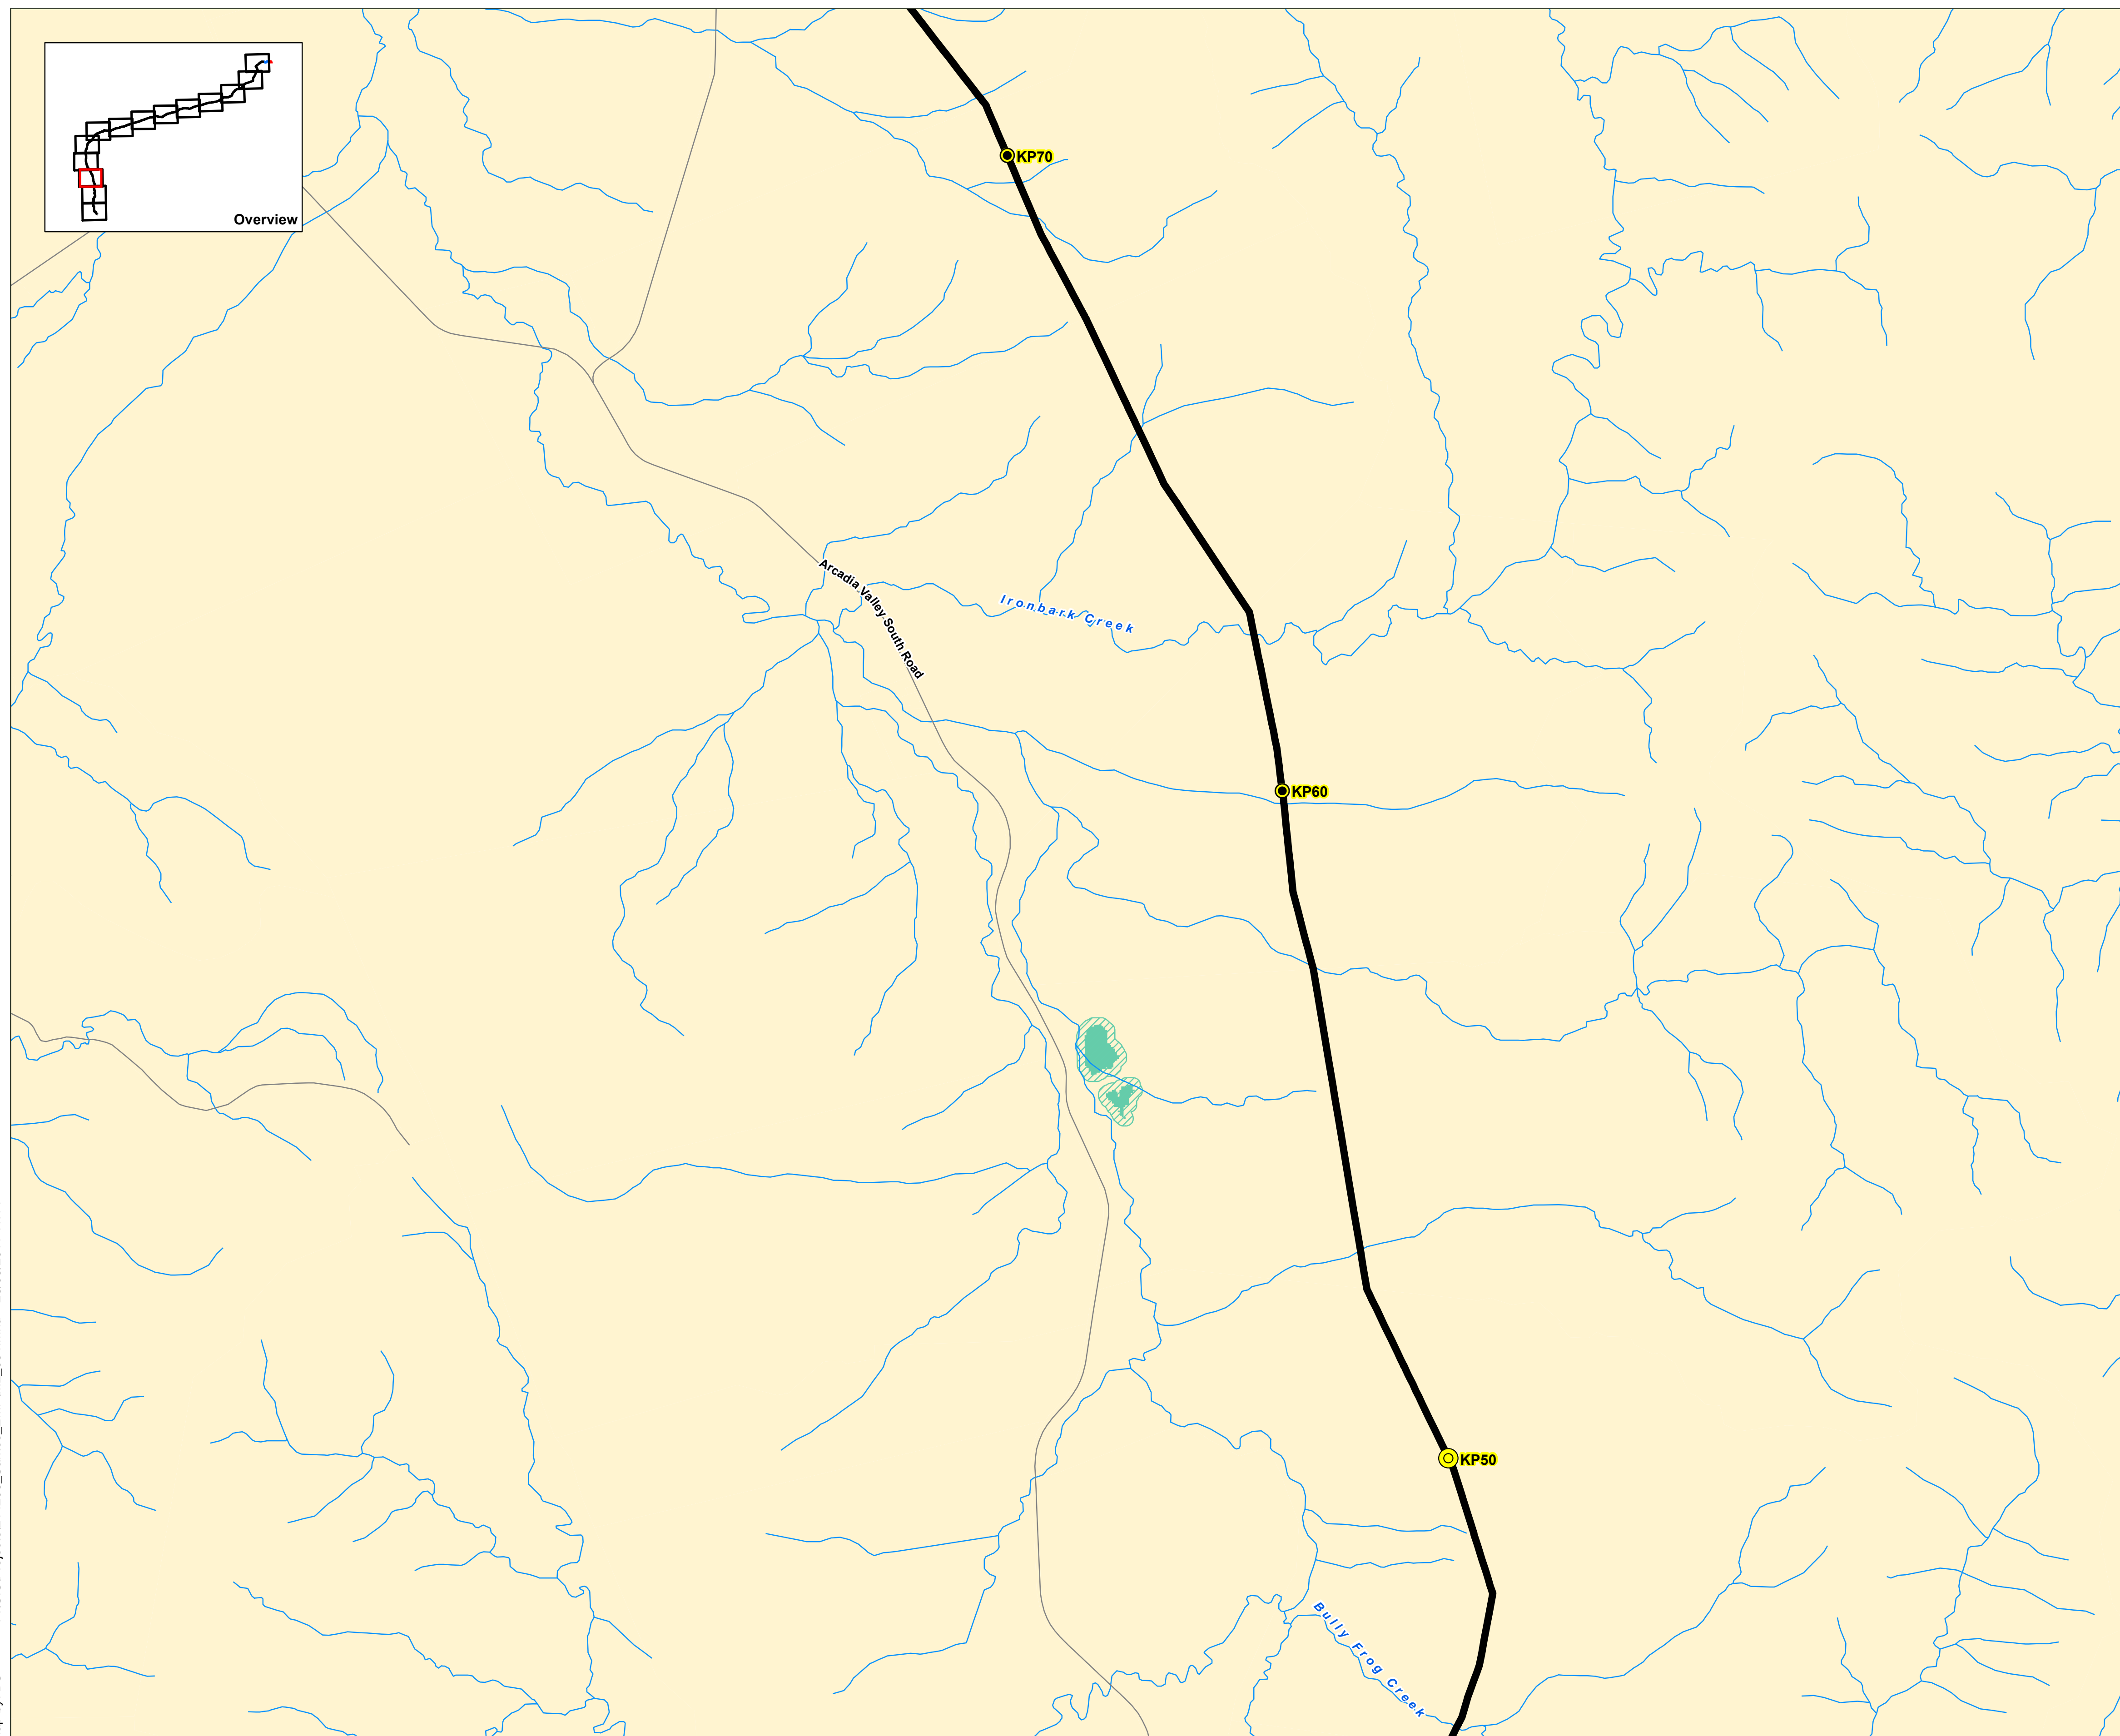 Overview
KP70
Arcadia Valley South Road
Ironbark Creek
KP60
KP50
Bully Frog Creek